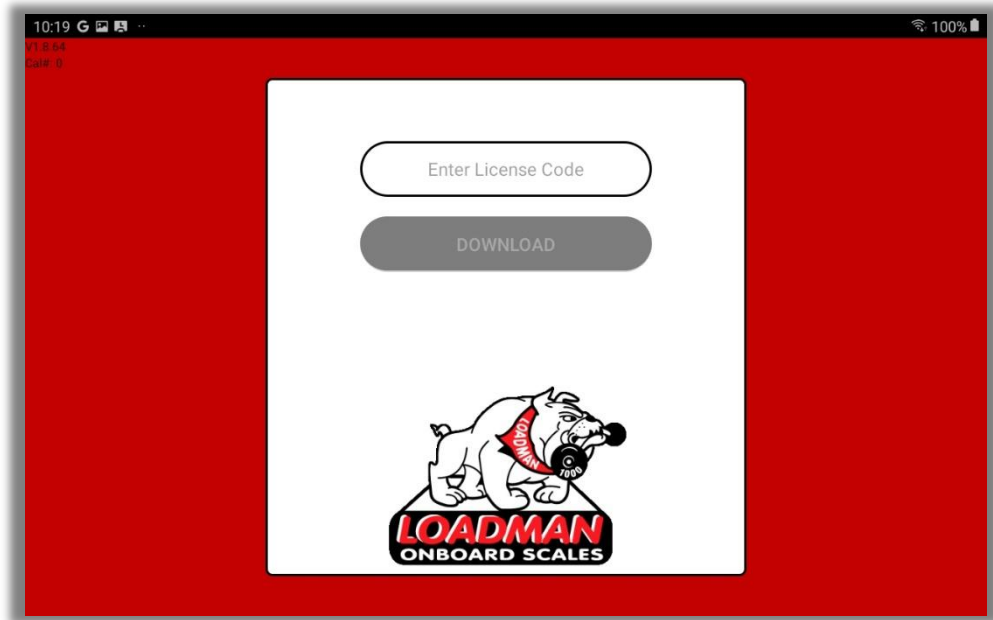 10:19 G ·· 100%
V1.8.64
Cal#: 0
Enter License Code
DOWNLOAD
LOADMAN
1000
LOADMAN
ONBOARD SCALES